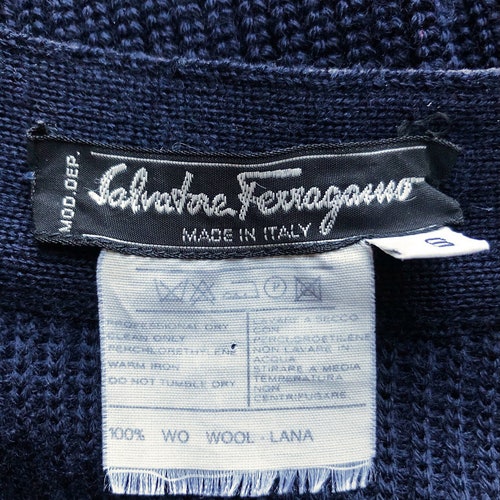 MOD. DEP.
Salvatore Ferragamo
MADE IN ITALY
PROFESSIONAL DRY
CLEAN ONLY
PERCHLORETHYLENE
WARM IRON
DO NOT TUMBLE DRY
LAVARE A SECCO
CON
PERCLOROETILENE
NON LAVARE IN
ACQUA
STIRARE A MEDIA
TEMPERATURA
NON
CENTRIFUGARE
100% WO WOOL - LANA